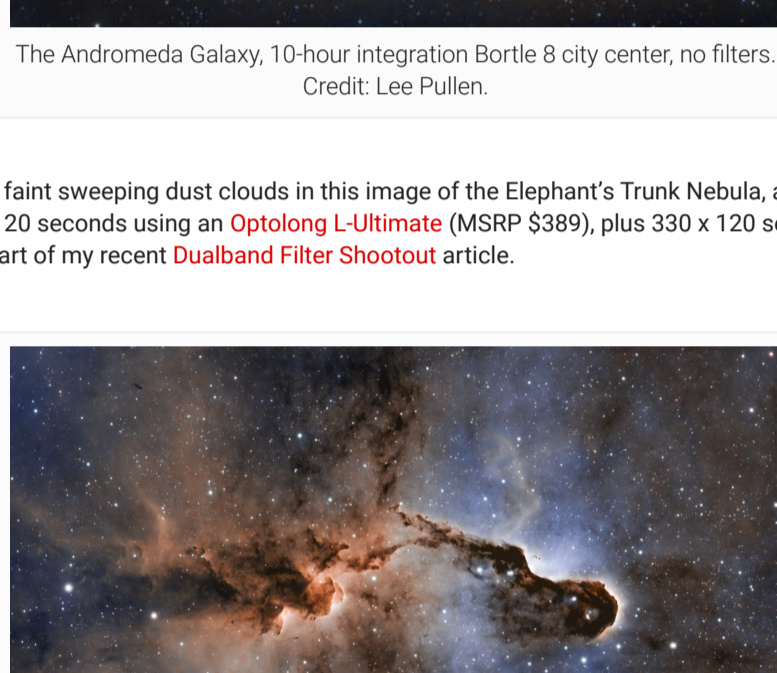 The Andromeda Galaxy, 10-hour integration Bortle 8 city center, no filters.
Credit: Lee Pullen.
faint sweeping dust clouds in this image of the Elephant's Trunk Nebula,
20 seconds using an Optolong L-Ultimate (MSRP $389), plus 330 x 120
art of my recent Dualband Filter Shootout article.